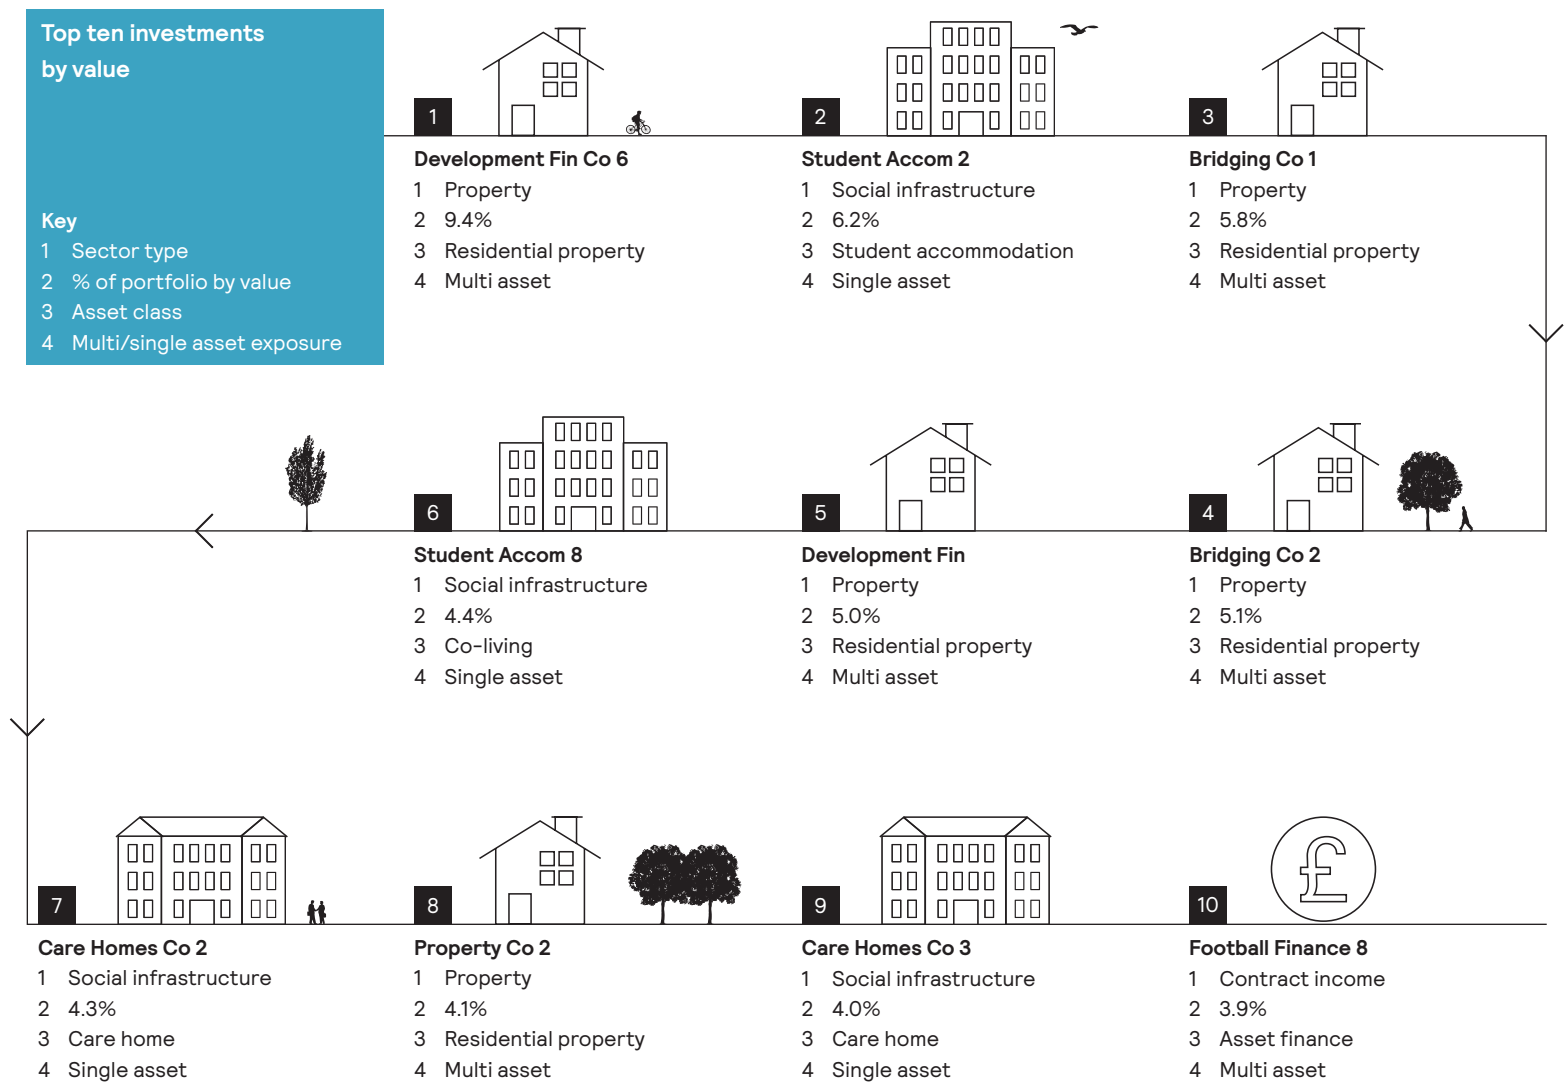 Top ten investments
by value
Key
1 Sector type
2 % of portfolio by value
3 Asset class
4 Multi/single asset exposure
1
Development Fin Co 6
1 Property
2 9.4%
3 Residential property
4 Multi asset
2
Student Accom 2
1 Social infrastructure
2 6.2%
3 Student accommodation
4 Single asset
3
Bridging Co 1
1 Property
2 5.8%
3 Residential property
4 Multi asset
4
Bridging Co 2
1 Property
2 5.1%
3 Residential property
4 Multi asset
5
Development Fin
1 Property
2 5.0%
3 Residential property
4 Multi asset
6
Student Accom 8
1 Social infrastructure
2 4.4%
3 Co-living
4 Single asset
7
Care Homes Co 2
1 Social infrastructure
2 4.3%
3 Care home
4 Single asset
8
Property Co 2
1 Property
2 4.1%
3 Residential property
4 Multi asset
9
Care Homes Co 3
1 Social infrastructure
2 4.0%
3 Care home
4 Single asset
10
£
Football Finance 8
1 Contract income
2 3.9%
3 Asset finance
4 Multi asset